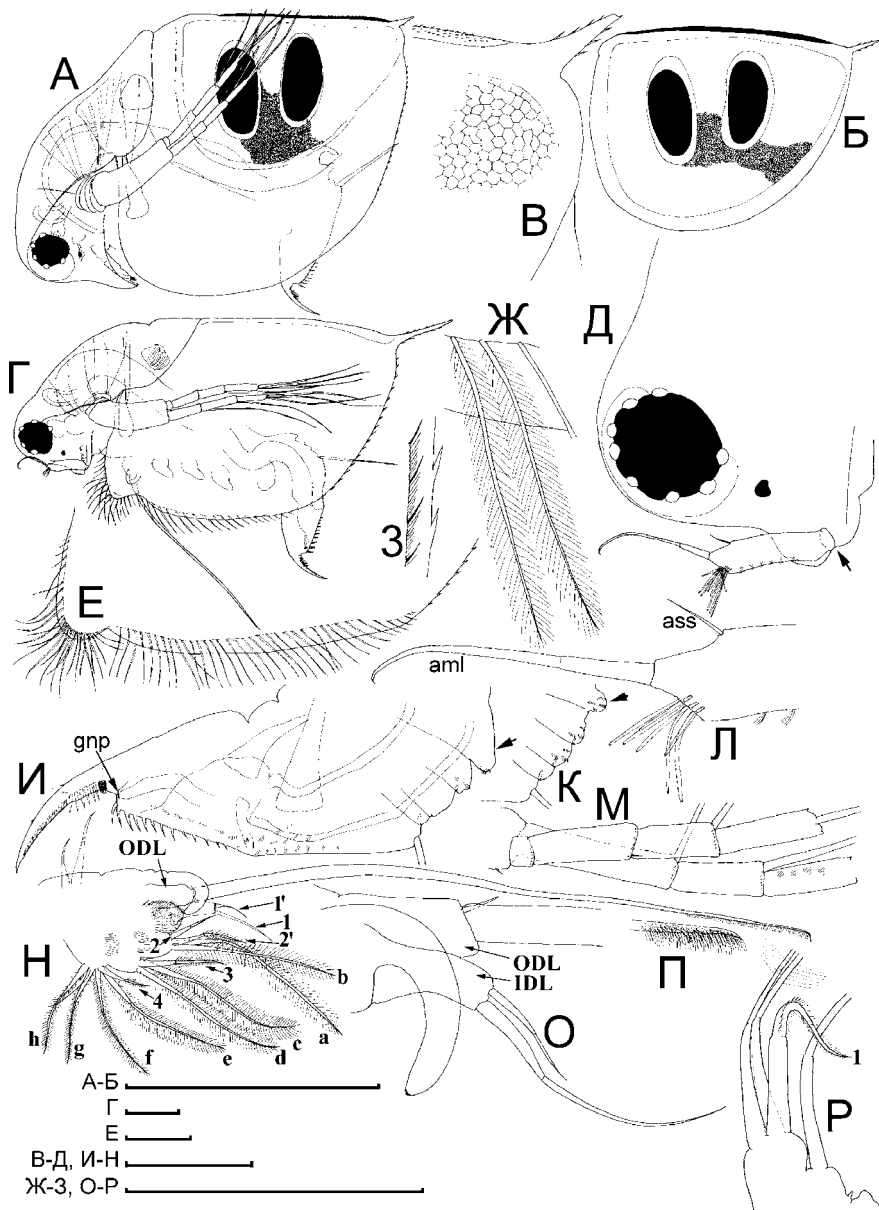 А
Б
В
Г
Д
Ж
З
Е
ass
aml
Л
gnp
И
К
М
ODL
1'
1
2
2'
Н
3
b
4
a
h
g
f
e
d
c
ODL
IDL
П
О
1
Р
А-Б
Г
Е
В-Д, И-Н
Ж-З, О-Р